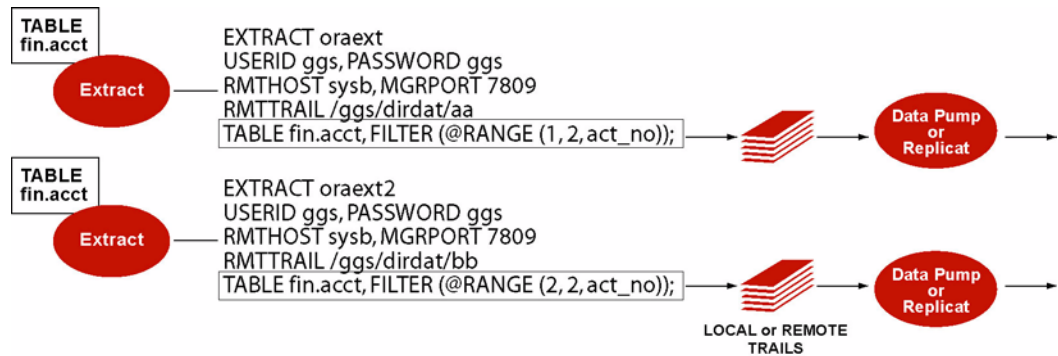 TABLE
fin.acct
Extract
EXTRACT oraext
USERID ggs, PASSWORD ggs
RMTHOST sysb, MGRPORT 7809
RMTTRAIL /ggs/dirdat/aa
TABLE fin.acct, FILTER (@RANGE (1, 2, act_no));
Data Pump
or
Replicat
TABLE
fin.acct
Extract
EXTRACT oraext2
USERID ggs, PASSWORD ggs
RMTHOST sysb, MGRPORT 7809
RMTTRAIL /ggs/dirdat/bb
TABLE fin.acct, FILTER (@RANGE (2, 2, act_no));
Data Pump
or
Replicat
LOCAL or REMOTE
TRAILS